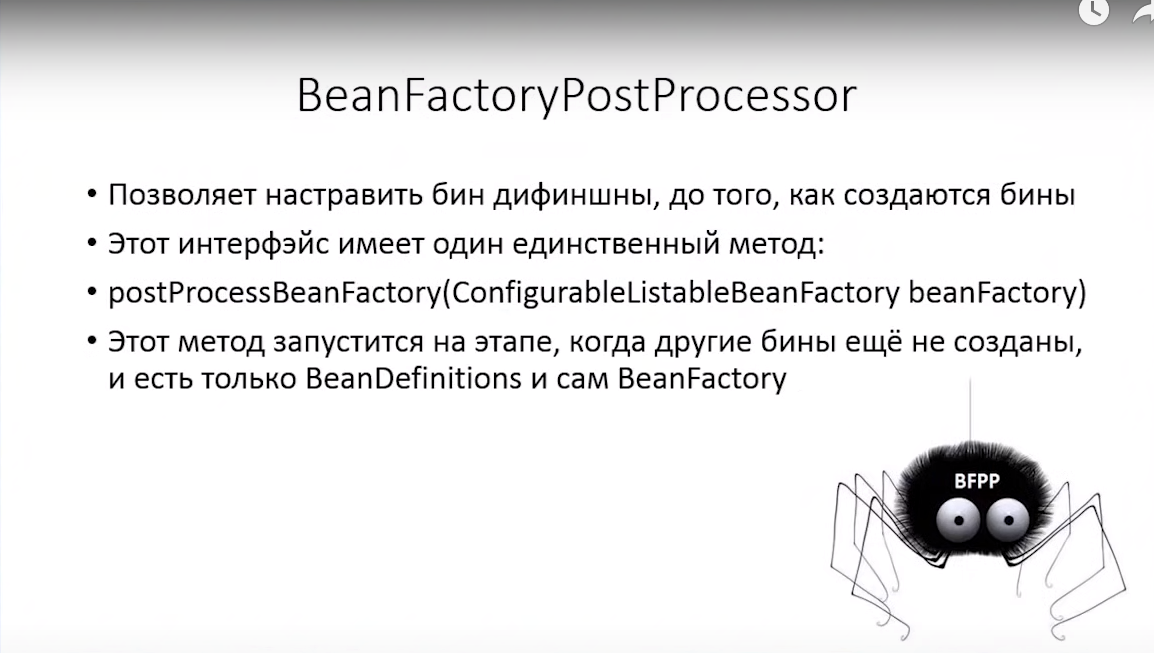 BeanFactoryPostProcessor
• Позволяет настравить бин дифиншны, до того, как создаются бины
• Этот интерфэйс имеет один единственный метод:
• postProcessBeanFactory(ConfigurableListableBeanFactory beanFactory)
• Этот метод запустится на этапе, когда другие бины ещё не созданы,
и есть только BeanDefinitions и сам BeanFactory
BFPP